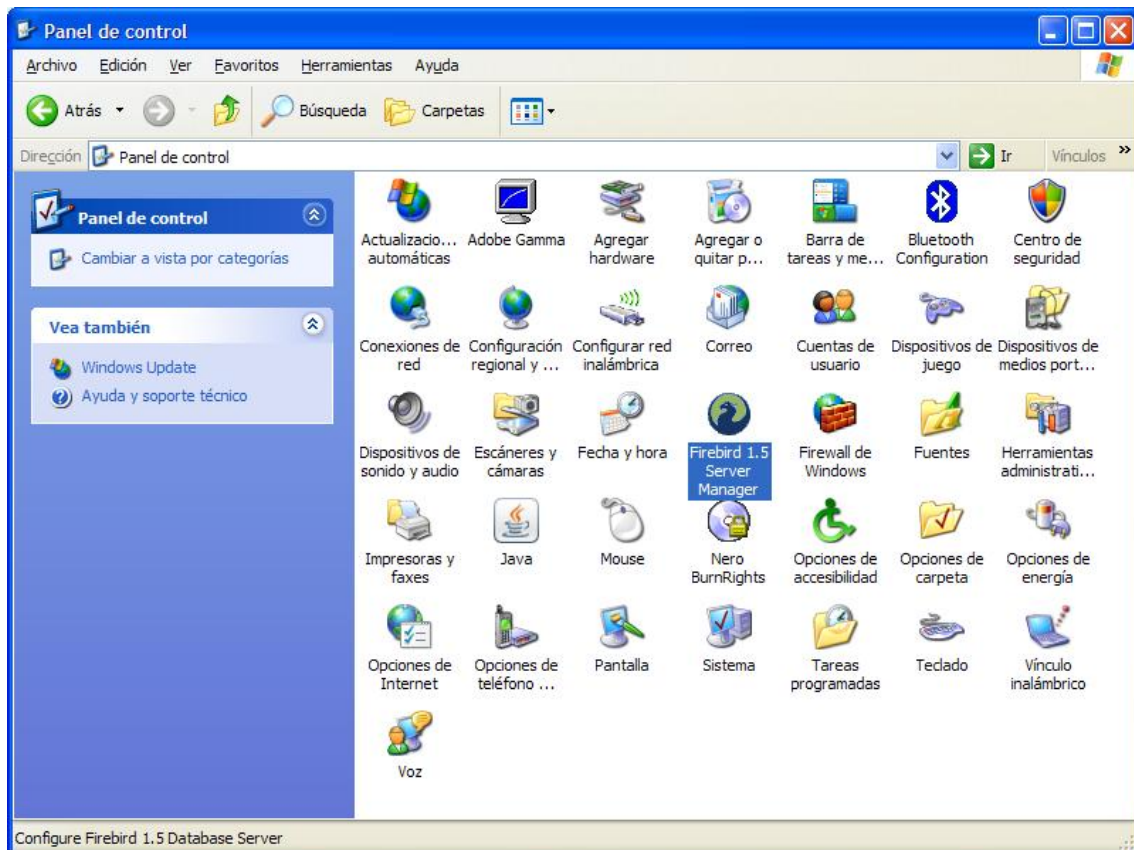 Panel de control
Archivo Edición Ver Favoritos Herramientas Ayuda
Atrás Búsqueda Carpetas
Dirección Panel de control Ir Vínculos »
Panel de control
Cambiar a vista por categorías
Vea también
Windows Update
Ayuda y soporte técnico
Actualizacio... Adobe Gamma Agregar Agregar o Barra de Bluetooth Centro de
automáticas hardware quitar p... tareas y me... Configuration seguridad
Conexiones de Configuración Configurar red Correo Cuentas de Dispositivos de Dispositivos de
red regional y ... inalámbrica usuario juego medios port...
Dispositivos de Escáneres y Fecha y hora Firebird 1.5 Firewall de Fuentes Herramientas
sonido y audio cámaras Server Windows administrati...
Manager
Impresoras y Java Mouse Nero Opciones de Opciones de Opciones de
faxes BurnRights accesibilidad carpeta energía
Opciones de Opciones de Pantalla Sistema Tareas Teclado Vínculo
Internet teléfono ... programadas inalámbrico
Voz
Configure Firebird 1.5 Database Server